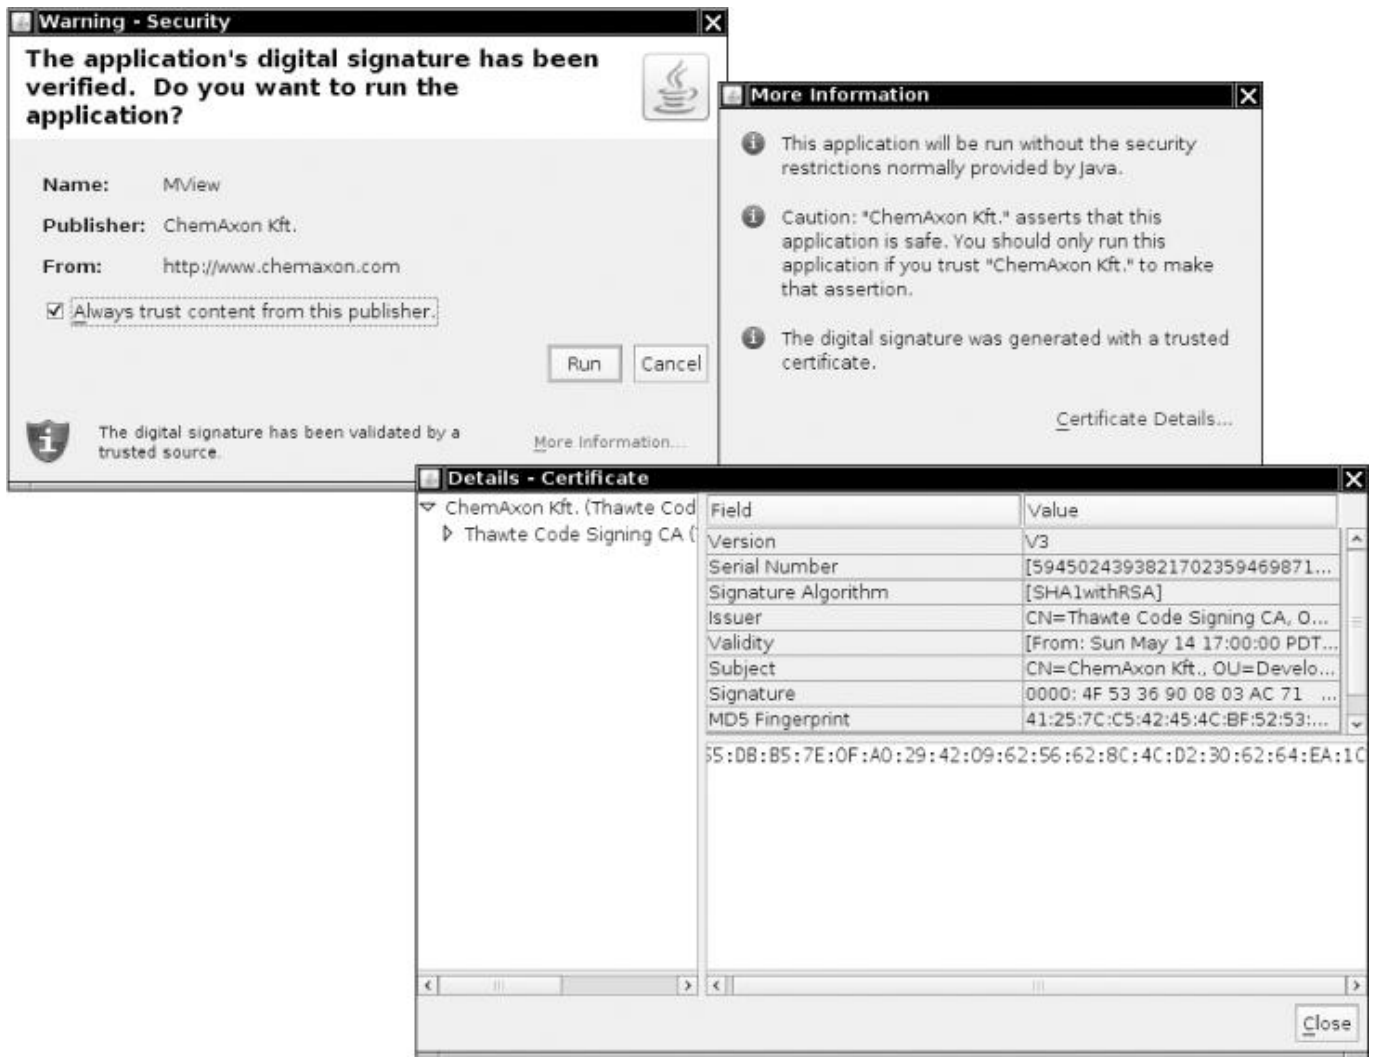 Warning - Security
The application's digital signature has been
verified. Do you want to run the
application?
Name: MView
Publisher: ChemAxon Kft.
From: http://www.chemaxon.com
Always trust content from this publisher.
Run Cancel
The digital signature has been validated by a
trusted source.
More Information...
More Information
This application will be run without the security
restrictions normally provided by Java.
Caution: "ChemAxon Kft." asserts that this
application is safe. You should only run this
application if you trust "ChemAxon Kft." to make
that assertion.
The digital signature was generated with a trusted
certificate.
Certificate Details...
Details - Certificate
ChemAxon Kft. (Thawte Cod
Thawte Code Signing CA (
Field Value
Version V3
Serial Number [5945024393821702359469871...
Signature Algorithm [SHA1withRSA]
Issuer CN=Thawte Code Signing CA, O...
Validity [From: Sun May 14 17:00:00 PDT...
Subject CN=ChemAxon Kft., OU=Develo...
Signature 0000: 4F 53 36 90 08 03 AC 71 ...
MD5 Fingerprint 41:25:7C:C5:42:45:4C:BF:52:53:...
55:DB:B5:7E:0F:A0:29:42:09:62:56:62:8C:4C:D2:30:62:64:EA:1C
Close